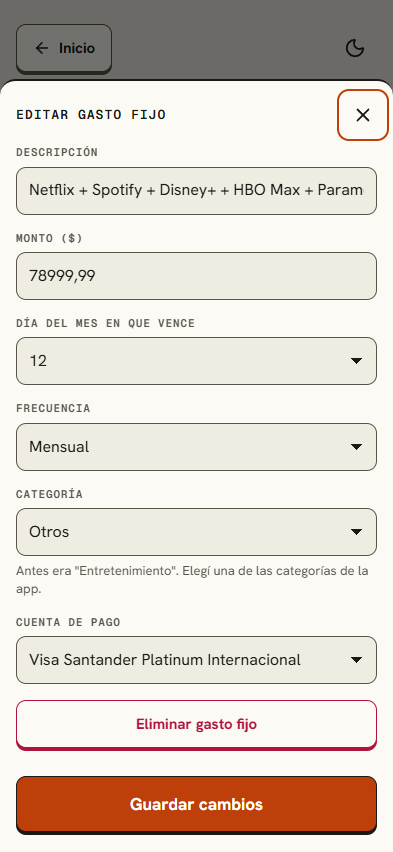 Inicio
EDITAR GASTO FIJO
DESCRIPCIÓN
Netflix + Spotify + Disney+ + HBO Max + Param
MONTO ($)
78999,99
DÍA DEL MES EN QUE VENCE
12
FRECUENCIA
Mensual
CATEGORÍA
Otros
Antes era "Entretenimiento". Elegí una de las categorías de la
app.
CUENTA DE PAGO
Visa Santander Platinum Internacional
Eliminar gasto fijo
Guardar cambios